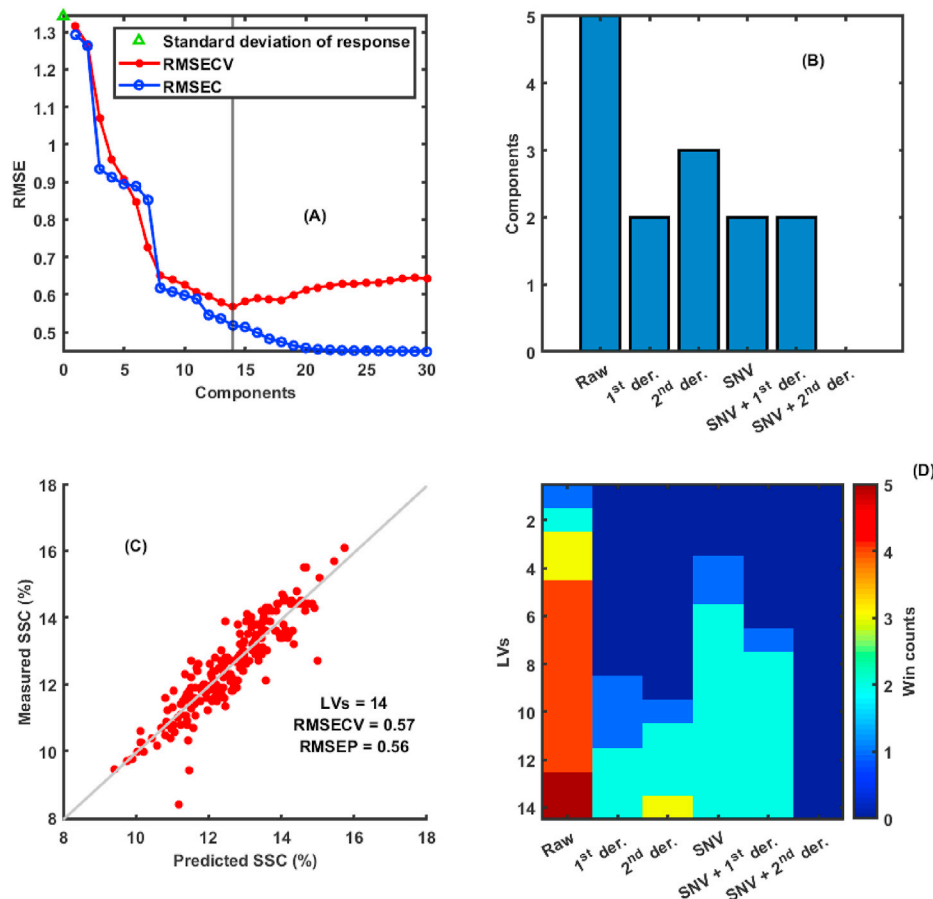 1.3
1.2
1.1
1
0.9
0.8
0.7
0.6
0.5
RMSE
Standard deviation of response
RMSECV
RMSEC
(A)
0 5 10 15 20 25 30
Components
5
4
3
2
1
0
Components
(B)
Raw
1st der.
2nd der.
SNV
SNV + 1st der.
SNV + 2nd der.
18
16
14
12
10
8
Measured SSC (%)
(C)
LVs = 14
RMSECV = 0.57
RMSEP = 0.56
8 10 12 14 16 18
Predicted SSC (%)
(D)
2
4
6
8
10
12
14
LVs
5
4
3
2
1
0
Win counts
Raw
1st der.
2nd der.
SNV
SNV + 1st der.
SNV + 2nd der.